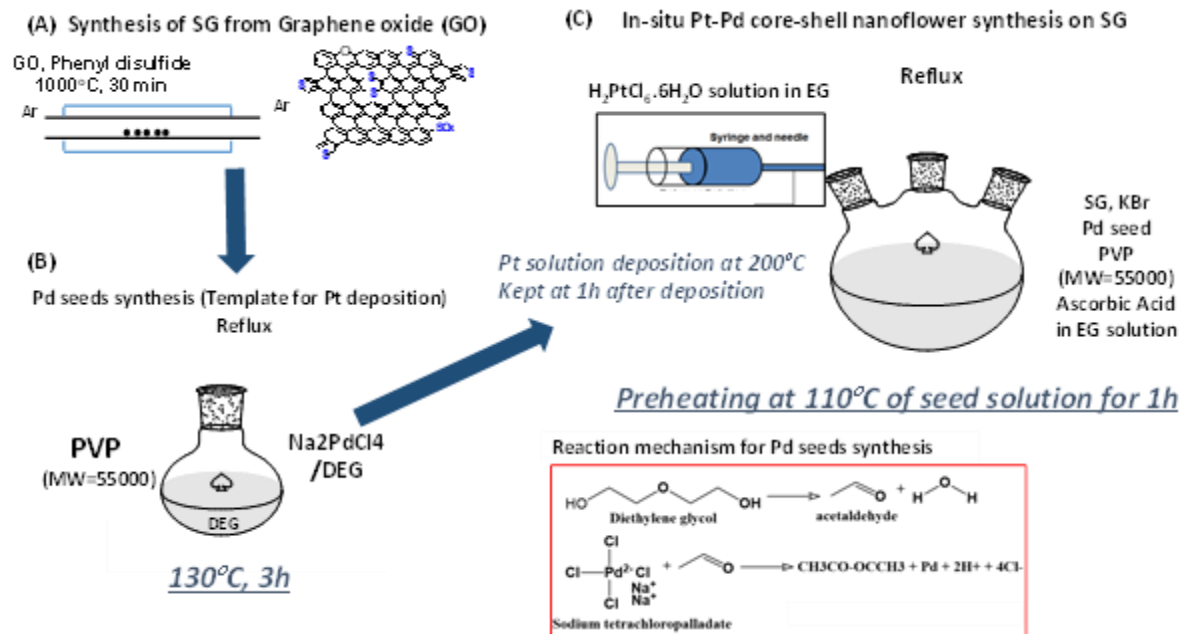 (A) Synthesis of SG from Graphene oxide (GO)
GO, Phenyl disulfide
1000°C, 30 min
Ar
Ar
S
S
S
S
S
S
SOx
(B)
Pd seeds synthesis (Template for Pt deposition)
Reflux
PVP
(MW=55000)
DEG
Na2PdCl4
/DEG
130°C, 3h
(C) In-situ Pt-Pd core-shell nanoflower synthesis on SG
Reflux
H₂PtCl₆.6H₂O solution in EG
Syringe and needle
Pt solution deposition at 200°C
Kept at 1h after deposition
SG, KBr
Pd seed
PVP
(MW=55000)
Ascorbic Acid
in EG solution
Preheating at 110°C of seed solution for 1h
Reaction mechanism for Pd seeds synthesis
HO O OH O + H O H
Diethylene glycol acetaldehyde
Cl
Cl Pd²⁻ Cl + O CH3CO-OCCH3 + Pd + 2H+ + 4Cl-
Na⁺
Cl Na⁺
Sodium tetrachloropalladate